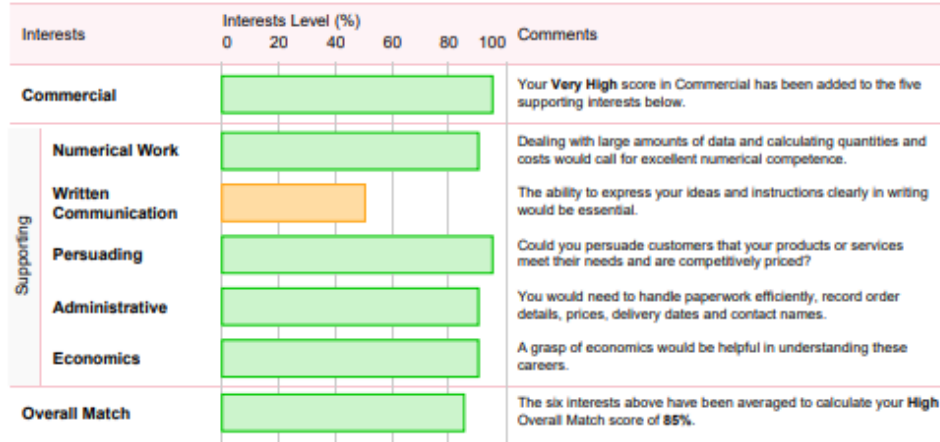 Interests
Interests Level (%)
0 20 40 60 80 100
Comments
Commercial
Your Very High score in Commercial has been added to the five
supporting interests below.
Supporting
Numerical Work
Dealing with large amounts of data and calculating quantities and
costs would call for excellent numerical competence.
Written
Communication
The ability to express your ideas and instructions clearly in writing
would be essential.
Persuading
Could you persuade customers that your products or services
meet their needs and are competitively priced?
Administrative
You would need to handle paperwork efficiently, record order
details, prices, delivery dates and contact names.
Economics
A grasp of economics would be helpful in understanding these
careers.
Overall Match
The six interests above have been averaged to calculate your High
Overall Match score of 85%.